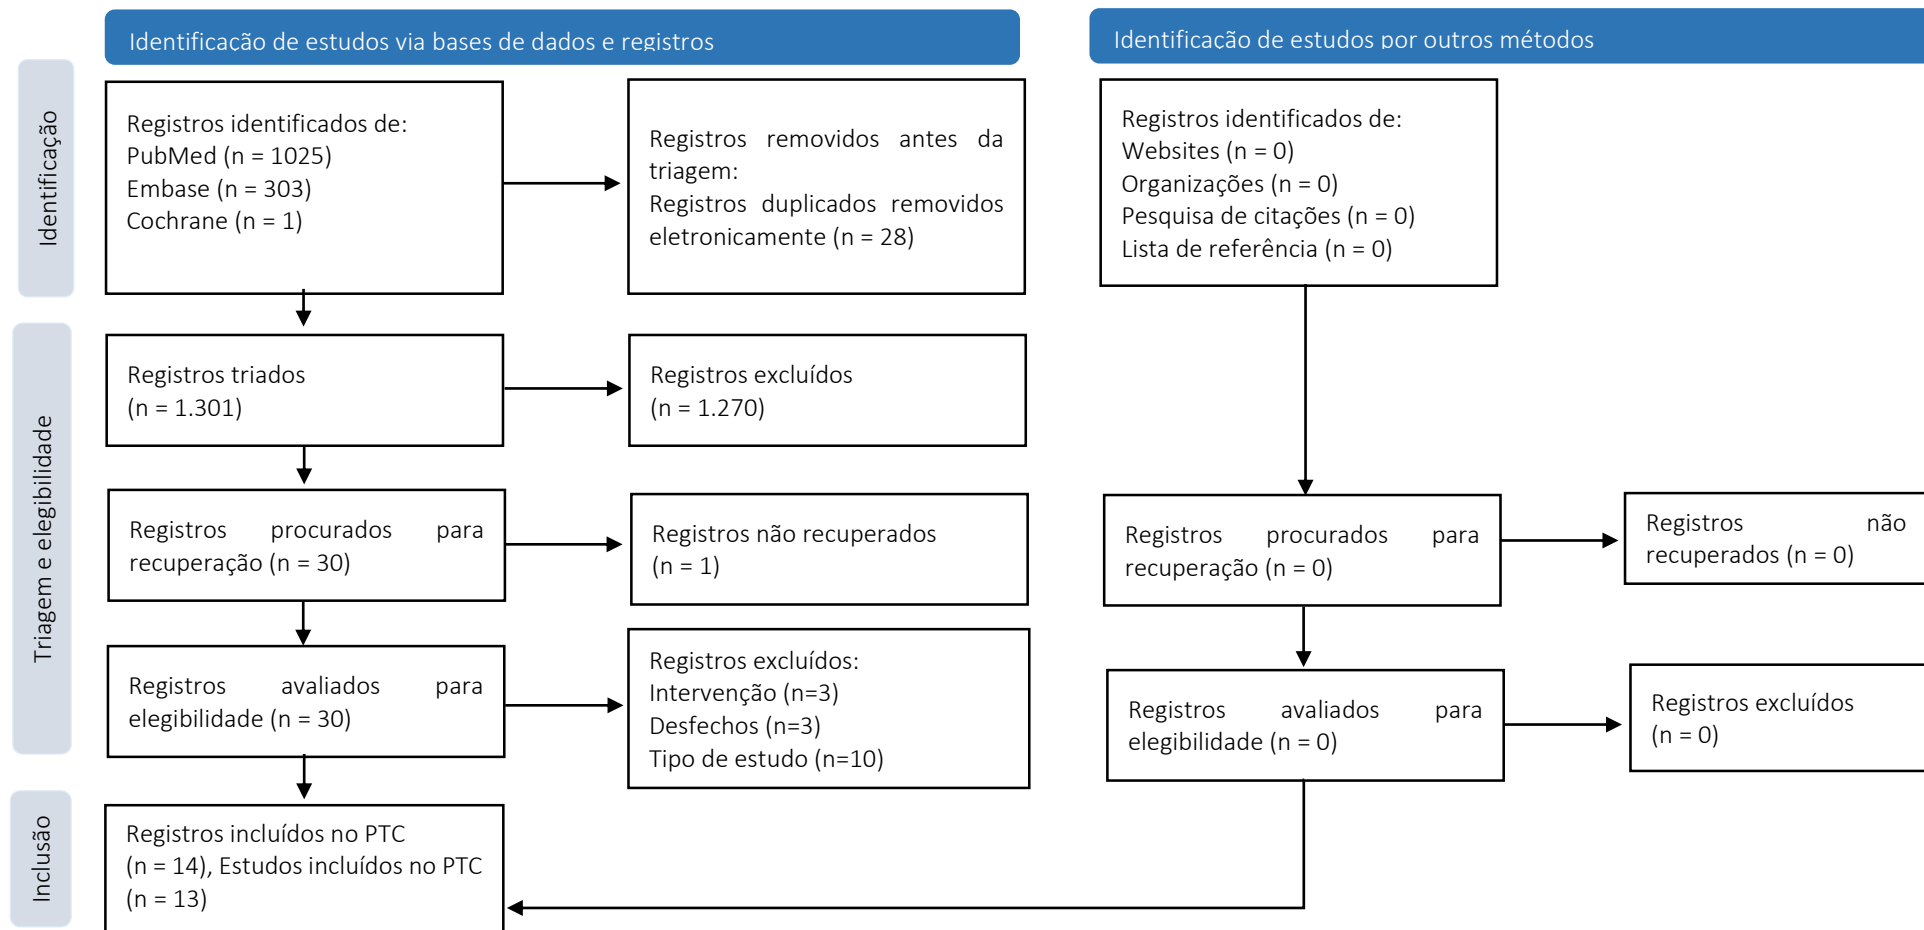 Identificação de estudos via bases de dados e registros
Identificação de estudos por outros métodos
Identificação
Registros identificados de:
PubMed (n = 1025)
Embase (n = 303)
Cochrane (n = 1)
Registros removidos antes da
triagem:
Registros duplicados removidos
eletronicamente (n = 28)
Registros identificados de:
Websites (n = 0)
Organizações (n = 0)
Pesquisa de citações (n = 0)
Lista de referência (n = 0)
Triagem e elegibilidade
Registros triados
(n = 1.301)
Registros excluídos
(n = 1.270)
Registros procurados para
recuperação (n = 30)
Registros não recuperados
(n = 1)
Registros procurados para
recuperação (n = 0)
Registros não
recuperados (n = 0)
Registros avaliados para
elegibilidade (n = 30)
Registros excluídos:
Intervenção (n=3)
Desfechos (n=3)
Tipo de estudo (n=10)
Registros avaliados para
elegibilidade (n = 0)
Registros excluídos
(n = 0)
Inclusão
Registros incluídos no PTC
(n = 14), Estudos incluídos no PTC
(n = 13)